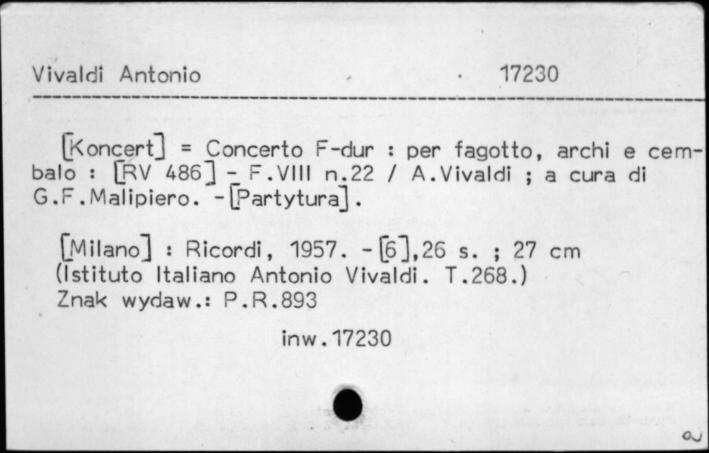 Vivaldi Antonio 17230
[Koncert] = Concerto F-dur : per fagotto, archi e cem-
balo : [RV 486] - F.VIII n.22 / A.Vivaldi ; a cura di
G.F.Malipiero. -[Partytura].
[Milano] : Ricordi, 1957. -[6],26 s. ; 27 cm
(Istituto Italiano Antonio Vivaldi. T.268.)
Znak wydaw.: P.R.893
inw.17230